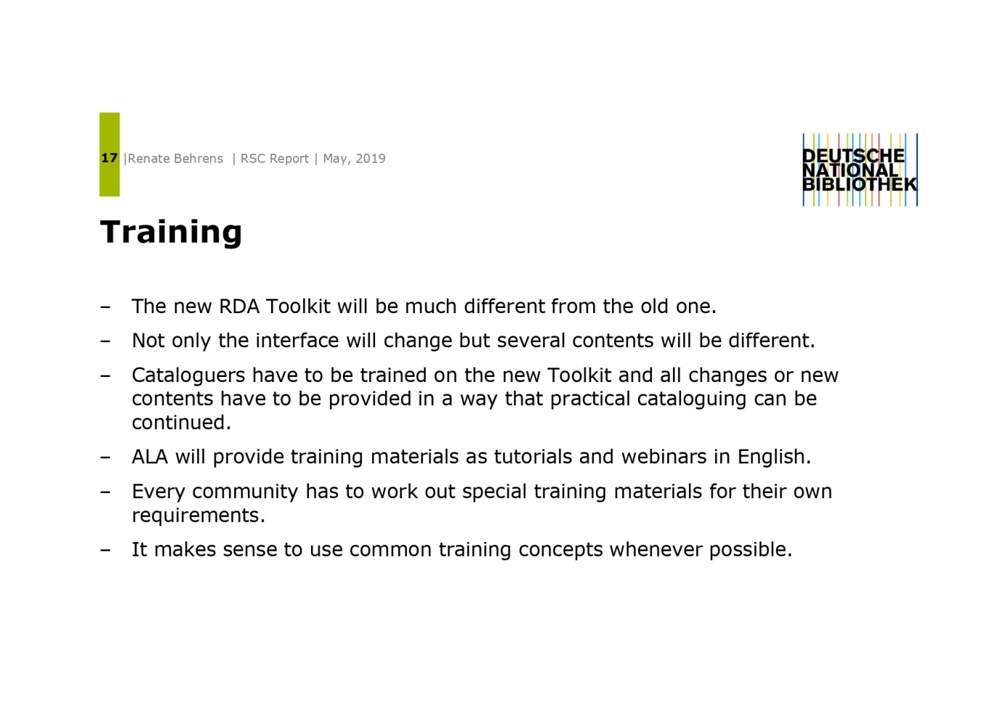 17 |Renate Behrens | RSC Report | May, 2019
DEUTSCHE
NATIONAL
BIBLIOTHEK
Training
– The new RDA Toolkit will be much different from the old one.
– Not only the interface will change but several contents will be different.
– Cataloguers have to be trained on the new Toolkit and all changes or new
contents have to be provided in a way that practical cataloguing can be
continued.
– ALA will provide training materials as tutorials and webinars in English.
– Every community has to work out special training materials for their own
requirements.
– It makes sense to use common training concepts whenever possible.